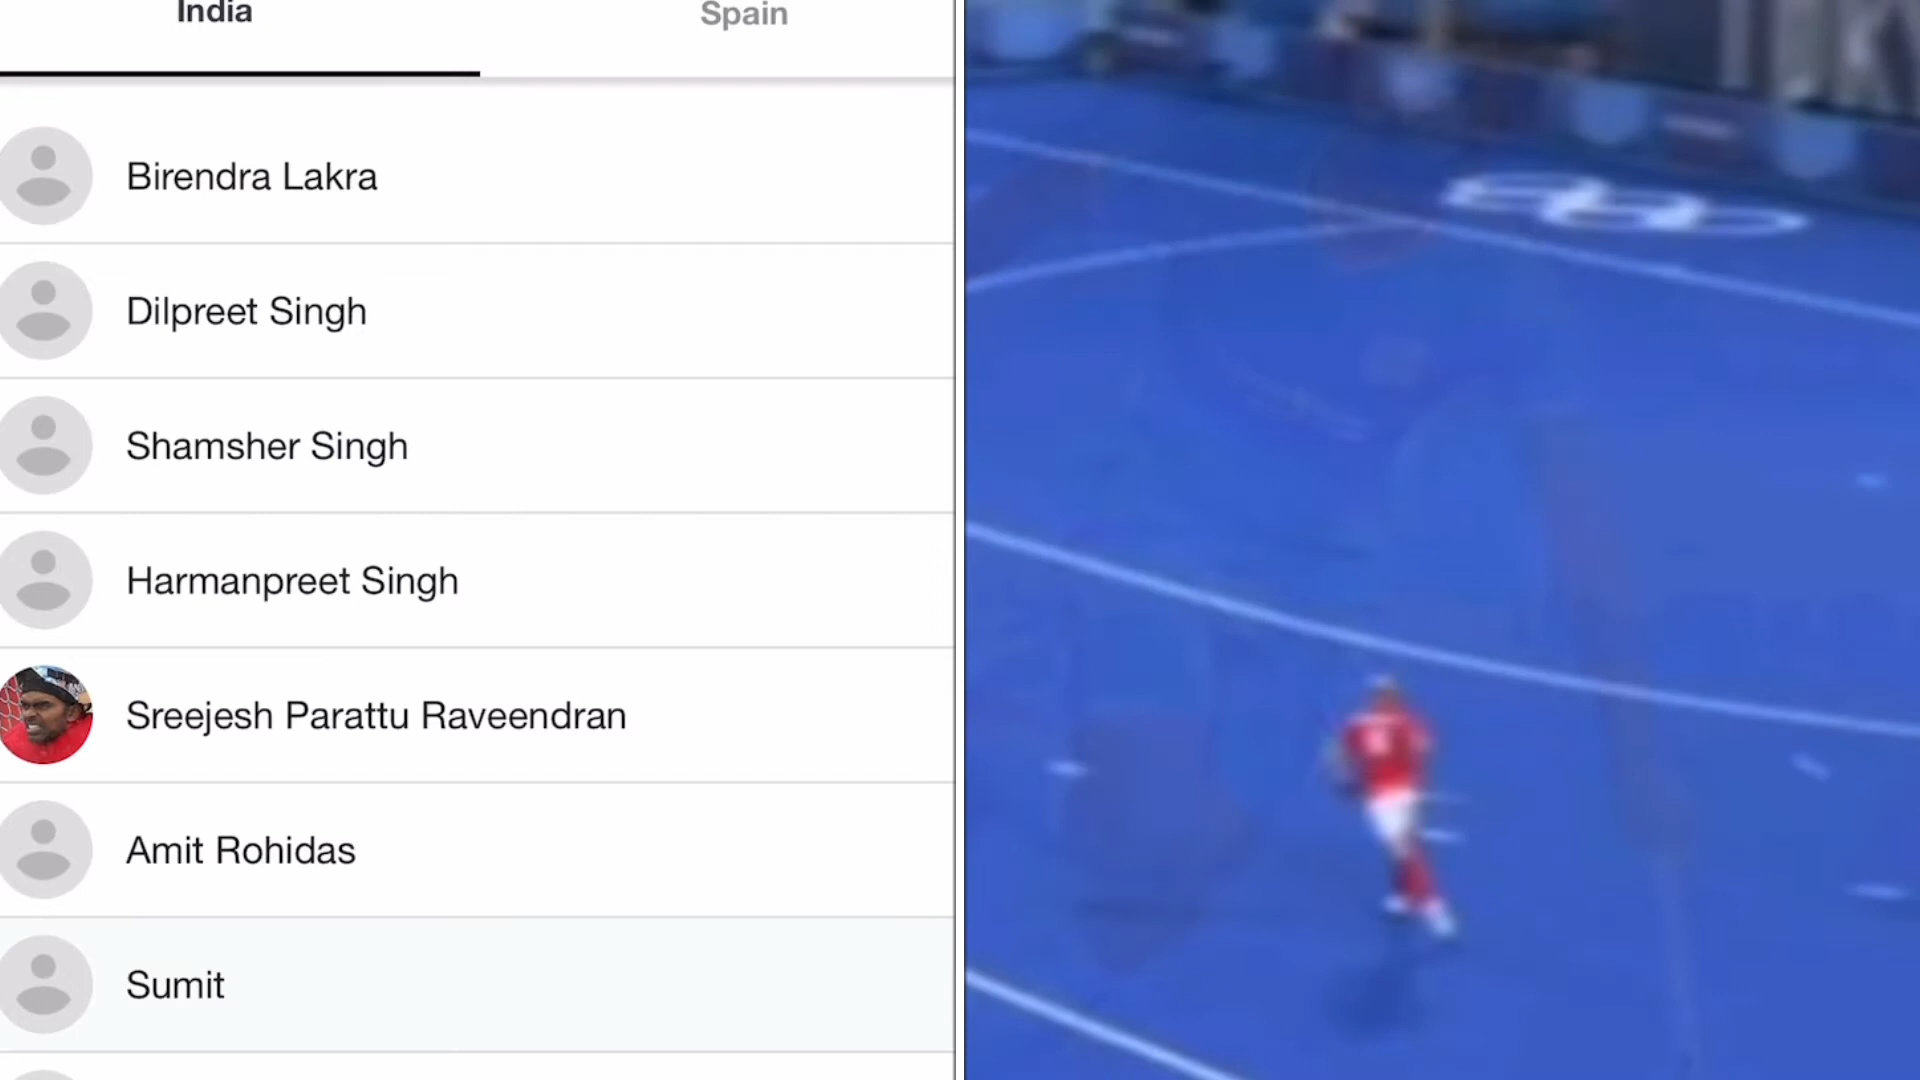 India
Spain
Birendra Lakra
Dilpreet Singh
Shamsher Singh
Harmanpreet Singh
Sreejesh Parattu Raveendran
Amit Rohidas
Sumit